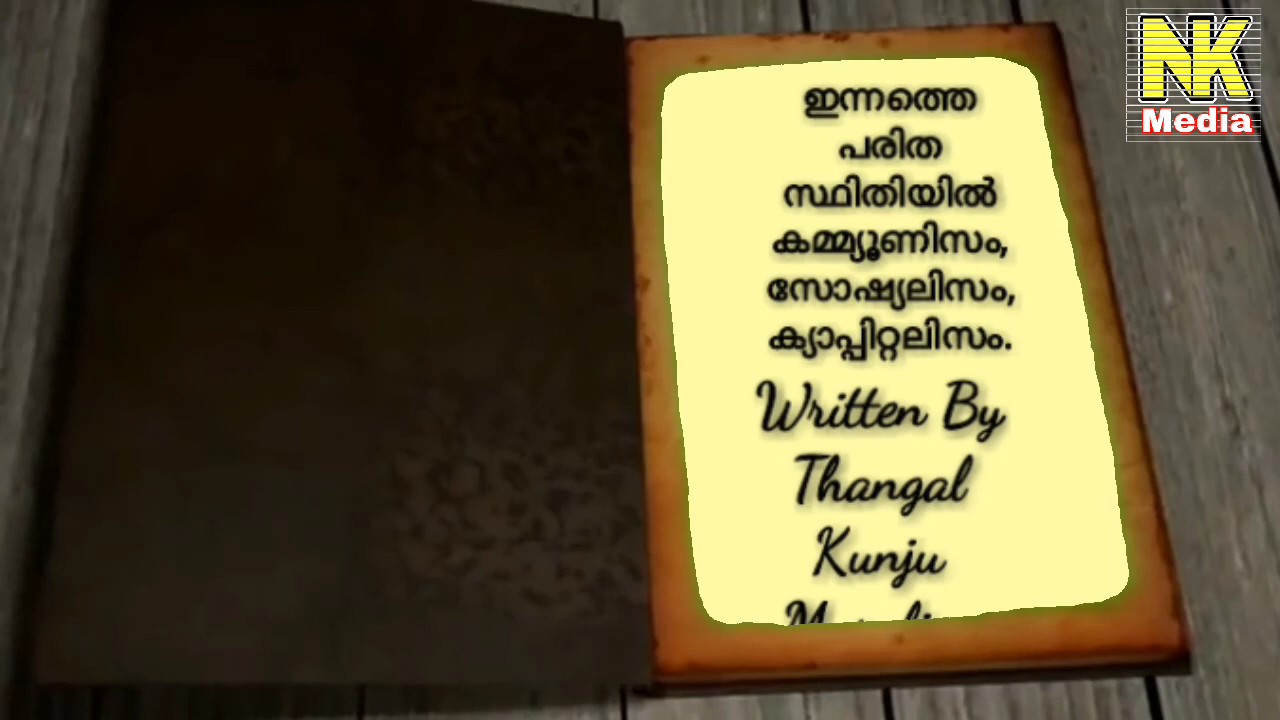 NK
Media
ഇന്നത്തെ
പരിത
സ്ഥിതിയിൽ
കമ്മ്യൂണിസം,
സോഷ്യലിസം,
ക്യാപ്പിറ്റലിസം.
Written By
Thangal
Kunju